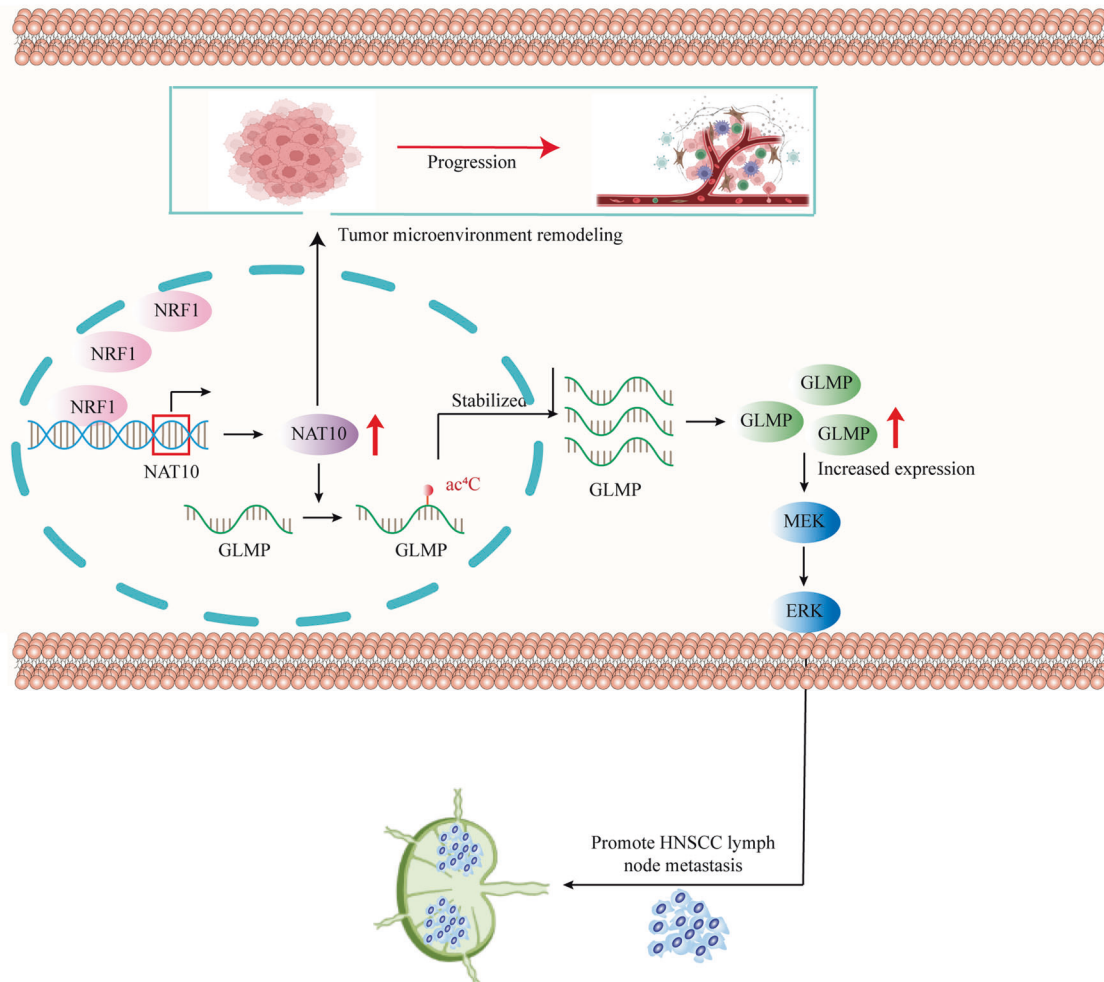 Progression
Tumor microenvironment remodeling
NRF1
NRF1
NRF1
NAT10
NAT10
GLMP
ac⁴C
GLMP
Stabilized
GLMP
GLMP
GLMP
GLMP
Increased expression
MEK
ERK
Promote HNSCC lymph
node metastasis